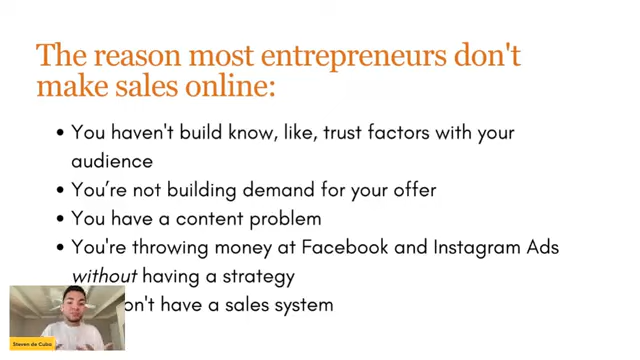 The reason most entrepreneurs don't
make sales online:
• You haven't build know, like, trust factors with your
audience
• You're not building demand for your offer
• You have a content problem
• You're throwing money at Facebook and Instagram Ads
without having a strategy
have a sales system
Steven de Cuba